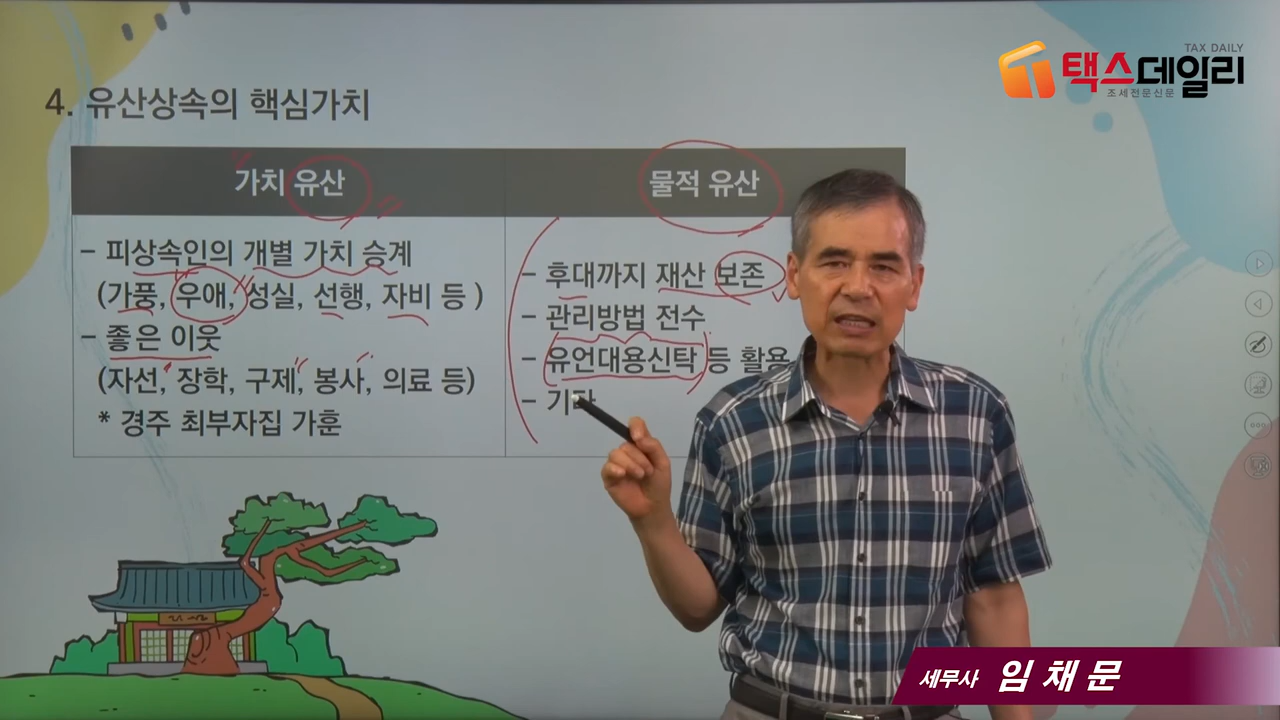 TAX DAILY
택스데일리
조세전문신문
4. 유산상속의 핵심가치
가치 유산
- 피상속인의 개별 가치 승계
(가풍, 우애, 성실, 선행, 자비 등 )
- 좋은 이웃
(자선, 장학, 구제, 봉사, 의료 등)
* 경주 최부자집 가훈
물적 유산
- 후대까지 재산 보존
- 관리방법 전수
- 유언대용신탁 등 활용
- 기타
세무사 임채문